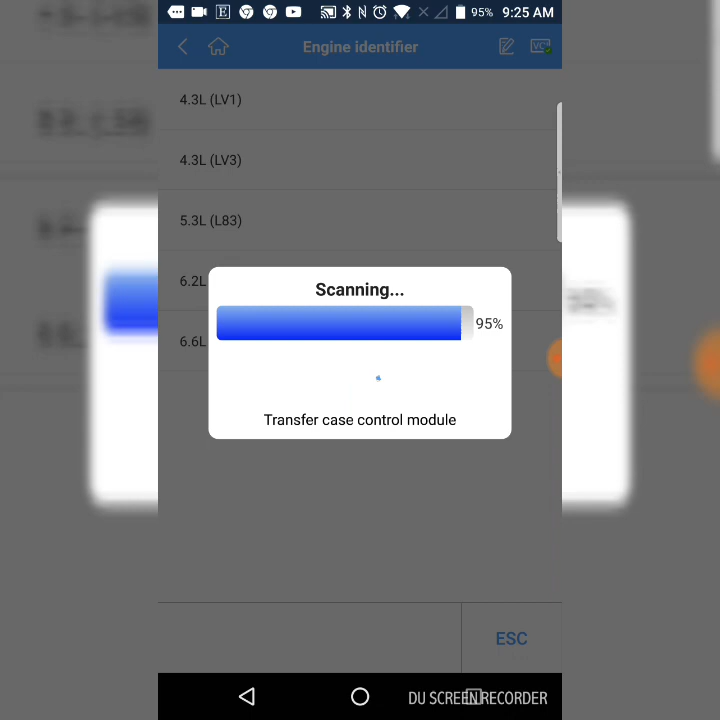 95% 9:25 AM
Engine identifier
VC
4.3L (LV1)
4.3L (LV3)
5.3L (L83)
6.2L
6.6L
Scanning...
95%
Transfer case control module
ESC
DU SCREEN RECORDER